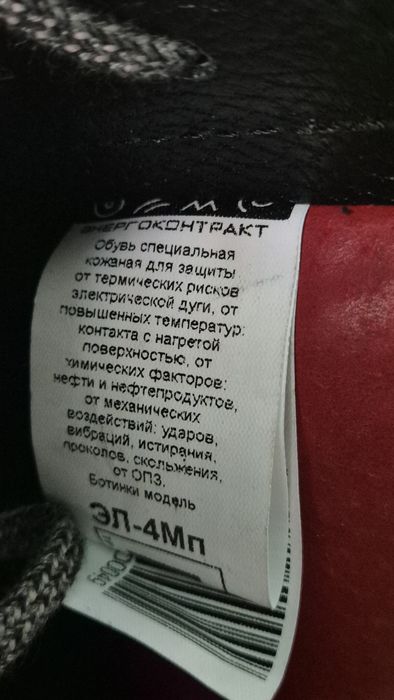 ЭНЕРГОКОНТРАКТ
Обувь специальная
кожаная для защиты
от термических рисков
электрической дуги, от
повышенных температур:
контакта с нагретой
поверхностью, от
химических факторов:
нефти и нефтепродуктов,
от механических
воздействий: ударов,
вибраций, истирания,
проколов, скольжения,
от ОПЗ.
Ботинки модель
ЭЛ-4Мп